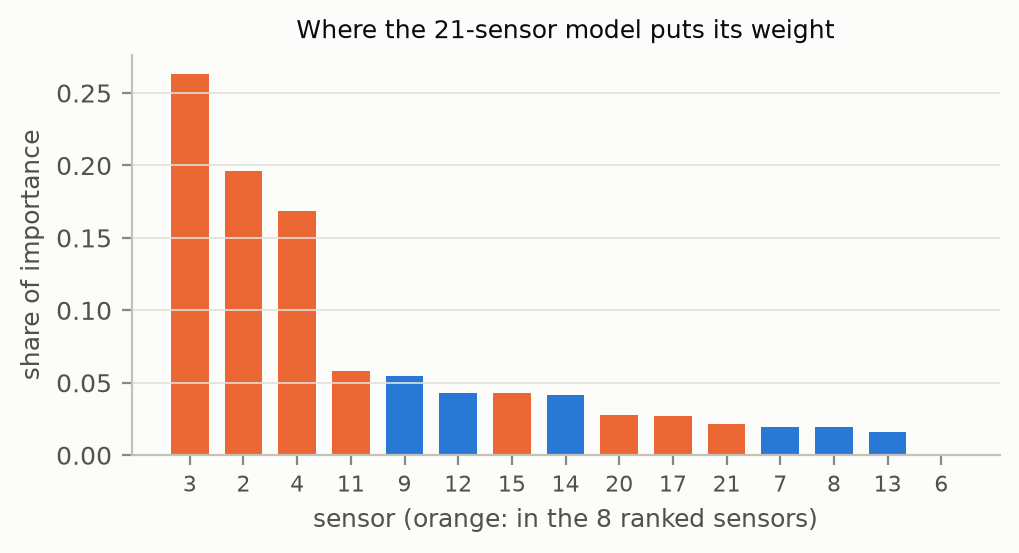 Where the 21-sensor model puts its weight
share of importance
0.25
0.20
0.15
0.10
0.05
0.00
3 2 4 11 9 12 15 14 20 17 21 7 8 13 6
sensor (orange: in the 8 ranked sensors)